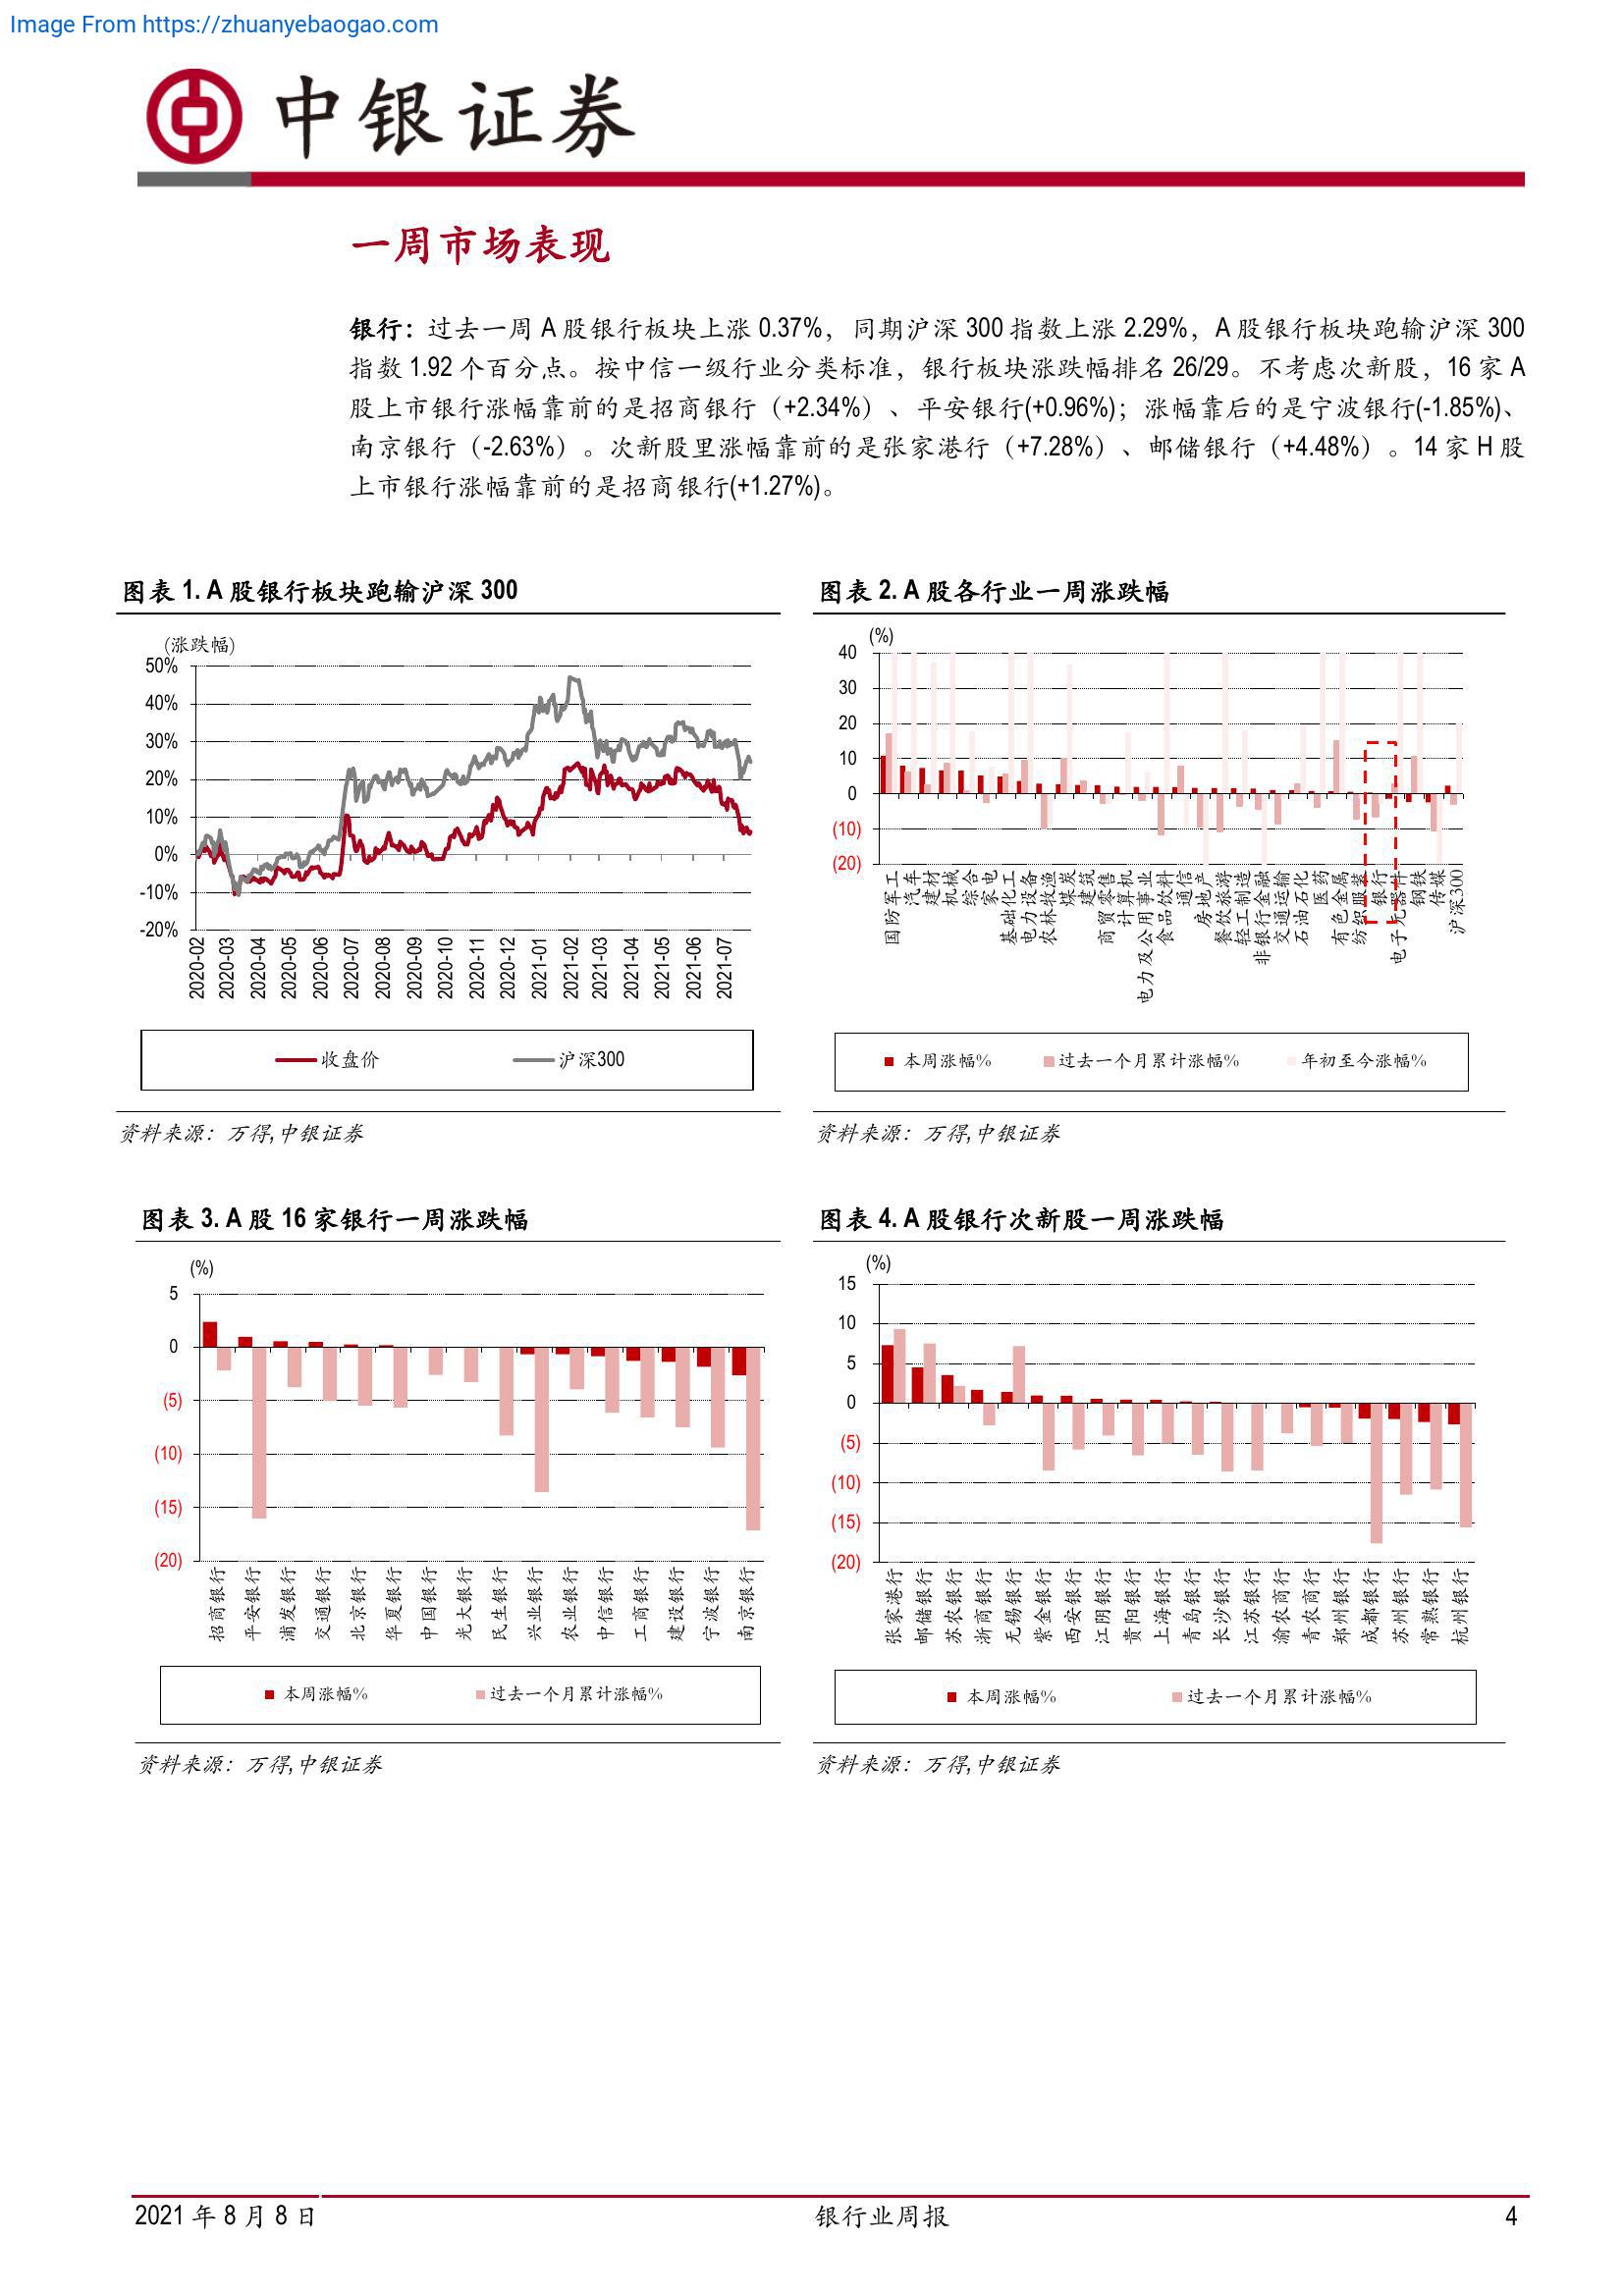 Image From https://zhuanyebaogao.com
中银证券
一周市场表现
银行：过去一周 A 股银行板块上涨 0.37%，同期沪深 300 指数上涨 2.29%，A 股银行板块跑输沪深 300
指数 1.92 个百分点。按中信一级行业分类标准，银行板块涨跌幅排名 26/29。不考虑次新股，16 家 A
股上市银行涨幅靠前的是招商银行（+2.34%）、平安银行(+0.96%)；涨幅靠后的是宁波银行(-1.85%)、
南京银行（-2.63%）。次新股里涨幅靠前的是张家港行（+7.28%）、邮储银行（+4.48%）。14 家 H 股
上市银行涨幅靠前的是招商银行(+1.27%)。
图表 1. A 股银行板块跑输沪深 300
(涨跌幅)
50%
40%
30%
20%
10%
0%
-10%
-20%
2020-02
2020-03
2020-04
2020-05
2020-06
2020-07
2020-08
2020-09
2020-10
2020-11
2020-12
2021-01
2021-02
2021-03
2021-04
2021-05
2021-06
2021-07
收盘价
沪深300
资料来源：万得,中银证券
图表 2. A 股各行业一周涨跌幅
(%)
40
30
20
10
0
(10)
(20)
国防军工
汽车
建材
机械
综合
家电
基础化工
电力设备
农林牧渔
煤炭
建筑
商贸零售
计算机
电力及公用事业
食品饮料
通信
房地产
餐饮旅游
轻工制造
非银行金融
交通运输
石油石化
医药
有色金属
纺织服装
银行
电子元器件
钢铁
传媒
沪深300
本周涨幅%
过去一个月累计涨幅%
年初至今涨幅%
资料来源：万得,中银证券
图表 3. A 股 16 家银行一周涨跌幅
(%)
5
0
(5)
(10)
(15)
(20)
招商银行
平安银行
浦发银行
交通银行
北京银行
华夏银行
中国银行
光大银行
民生银行
兴业银行
农业银行
中信银行
工商银行
建设银行
宁波银行
南京银行
本周涨幅%
过去一个月累计涨幅%
资料来源：万得,中银证券
图表 4. A 股银行次新股一周涨跌幅
(%)
15
10
5
0
(5)
(10)
(15)
(20)
张家港行
邮储银行
苏农银行
浙商银行
无锡银行
紫金银行
西安银行
江阴银行
贵阳银行
上海银行
青岛银行
长沙银行
江苏银行
渝农商行
青农商行
郑州银行
成都银行
苏州银行
常熟银行
杭州银行
本周涨幅%
过去一个月累计涨幅%
资料来源：万得,中银证券
2021 年 8 月 8 日
银行业周报
4